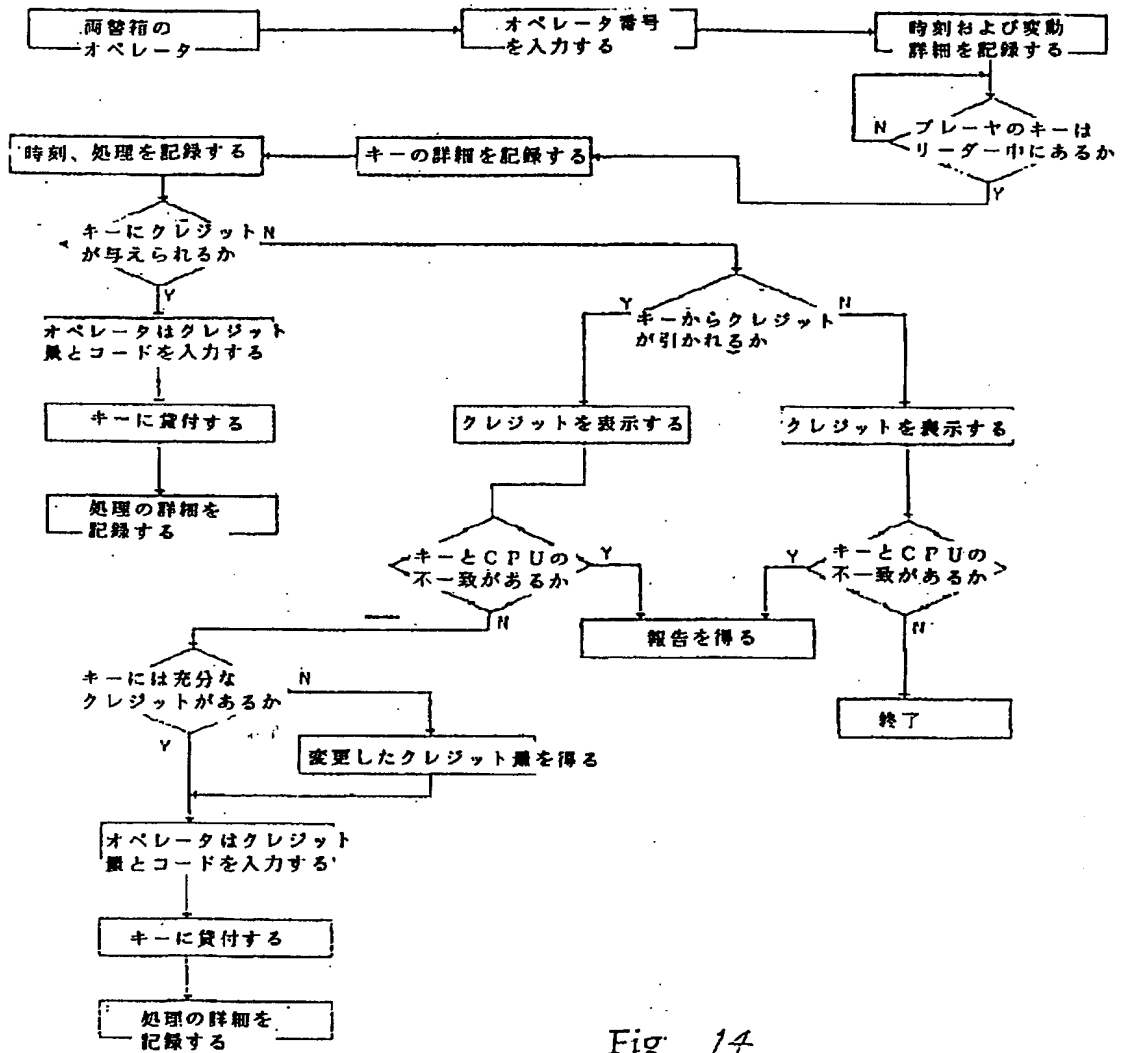 両替箱の
オペレータ
オペレータ番号
を入力する
時刻および変動
詳細を記録する
プレーヤのキーは
リーダー中にあるか
N
Y
キーの詳細を記録する
時刻、処理を記録する
キーにクレジット
が与えられるか
N
Y
オペレータはクレジット
量とコードを入力する
キーに貸付する
処理の詳細を
記録する
キーからクレジット
が引かれるか
Y
N
クレジットを表示する
クレジットを表示する
キーとCPUの
不一致があるか
Y
N
キーとCPUの
不一致があるか
Y
N
報告を得る
終了
キーには充分な
クレジットがあるか
N
Y
変更したクレジット量を得る
オペレータはクレジット
量とコードを入力する
キーに貸付する
処理の詳細を
記録する
Fig 14